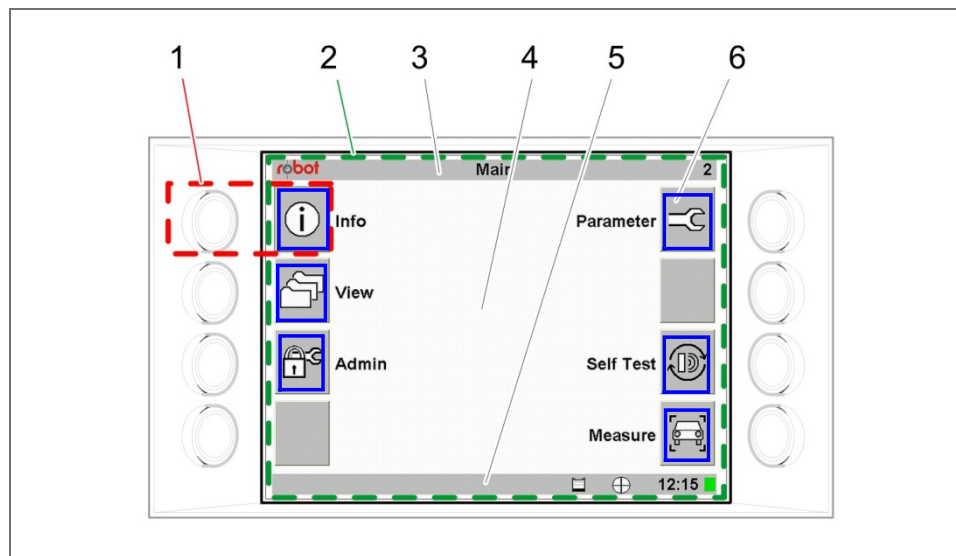 1 2 3 4 5 6
robot Main 2
Info Parameter
View
Admin Self Test
Measure
12:15